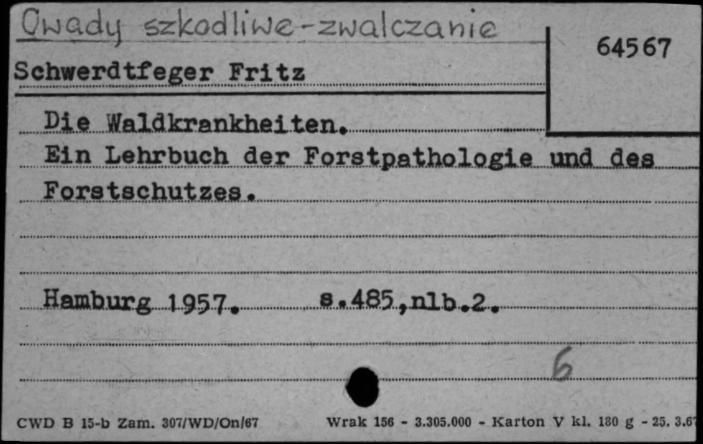 Owady szkodliwe-zwalczanie
64567
Schwerdtfeger Fritz
Die Waldkrankheiten.
Ein Lehrbuch der Forstpathologie und des
Forstschutzes.
Hamburg 1957. s.485,nlb.2.
6
CWD B 15-b Zam. 307/WD/On/67 Wrak 156 - 3.305.000 - Karton V kl. 180 g - 25. 3.67